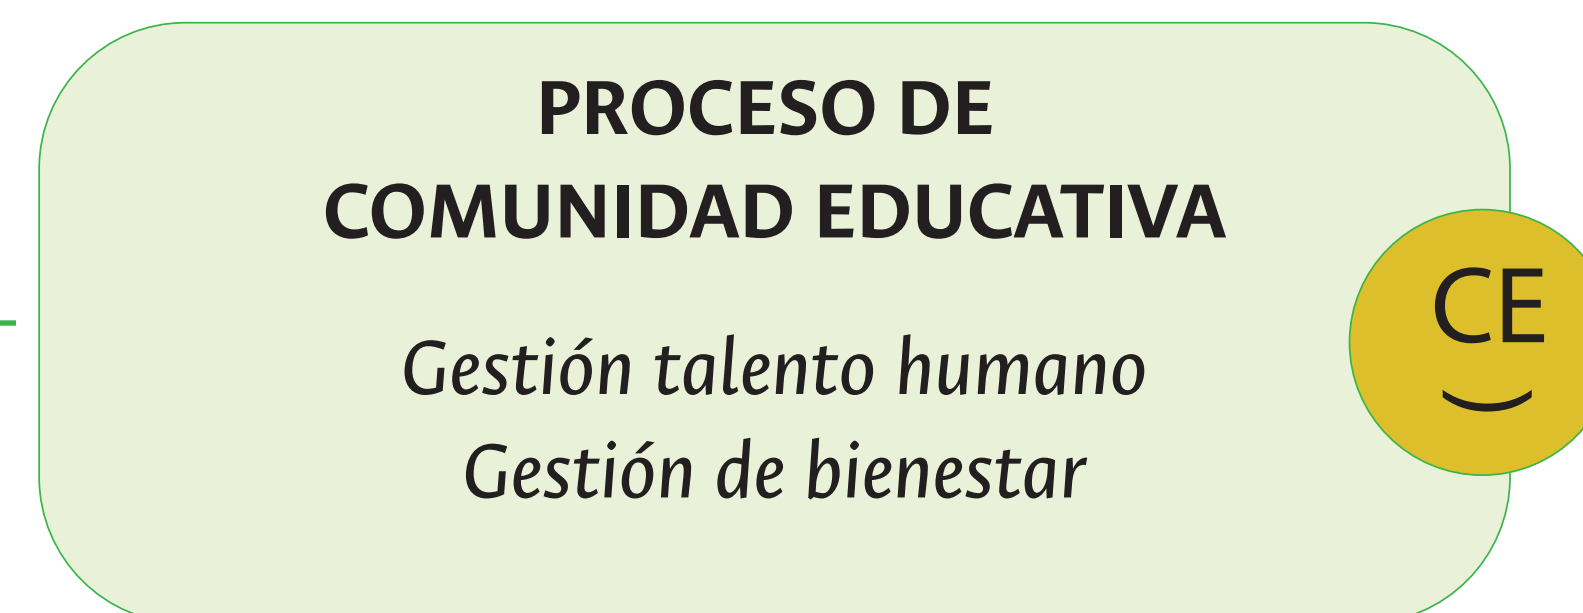 PROCESO DE
COMUNIDAD EDUCATIVA
CE
Gestión talento humano
Gestión de bienestar